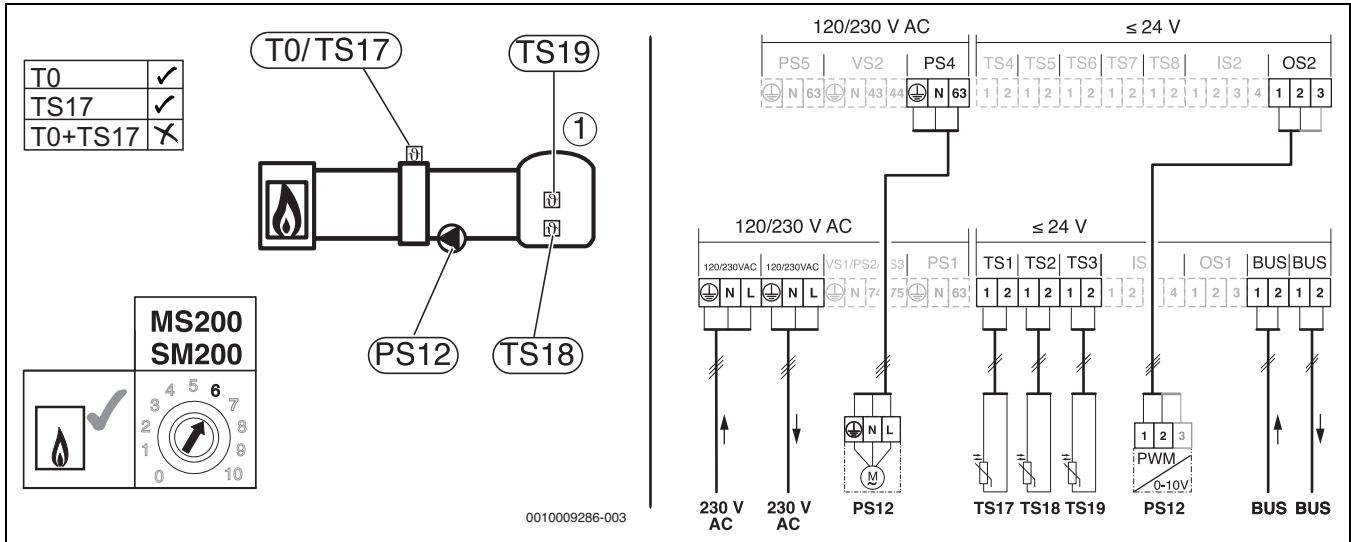 T0 ✓
TS17 ✓
T0+TS17 ✗
T0/TS17
TS19
1
PS12
TS18
MS200
SM200
0 1 2 3 4 5 6 7 8 9 10
0010009286-003
120/230 V AC ≤ 24 V
PS5 VS2 PS4 TS4 TS5 TS6 TS7 TS8 IS2 OS2
N 63 N 43 44 N 63 1 2 1 2 1 2 1 2 1 2 1 2 3 4 1 2 3
120/230 V AC ≤ 24 V
120/230VAC 120/230VAC VS1/PS2/ S3 PS1 TS1 TS2 TS3 IS OS1 BUS BUS
N L N L N 74 75 N 63 1 2 1 2 1 2 1 2 4 1 2 3 1 2 1 2
N L
M
~
1 2 3
PWM
0-10V
230 V AC
230 V AC
PS12
TS17 TS18 TS19
PS12
BUS BUS